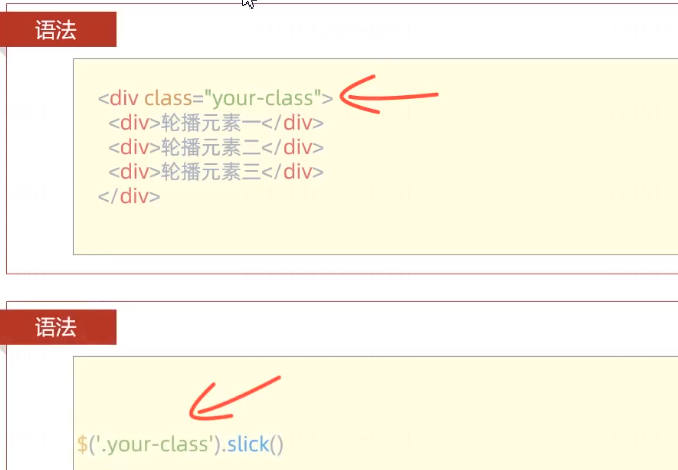 语法
<div class="your-class">
<div>轮播元素一</div>
<div>轮播元素二</div>
<div>轮播元素三</div>
</div>
语法
$('.your-class').slick()